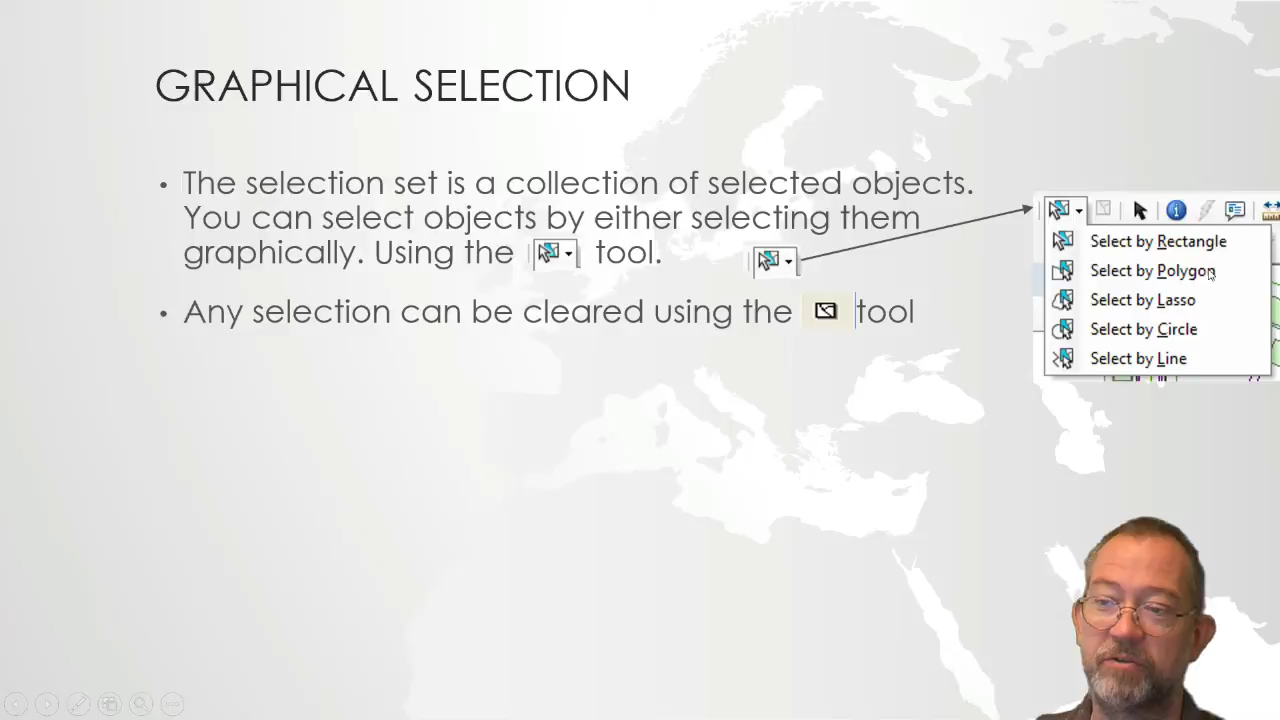 GRAPHICAL SELECTION
• The selection set is a collection of selected objects.
You can select objects by either selecting them
graphically. Using the tool.
• Any selection can be cleared using the tool
Select by Rectangle
Select by Polygon
Select by Lasso
Select by Circle
Select by Line